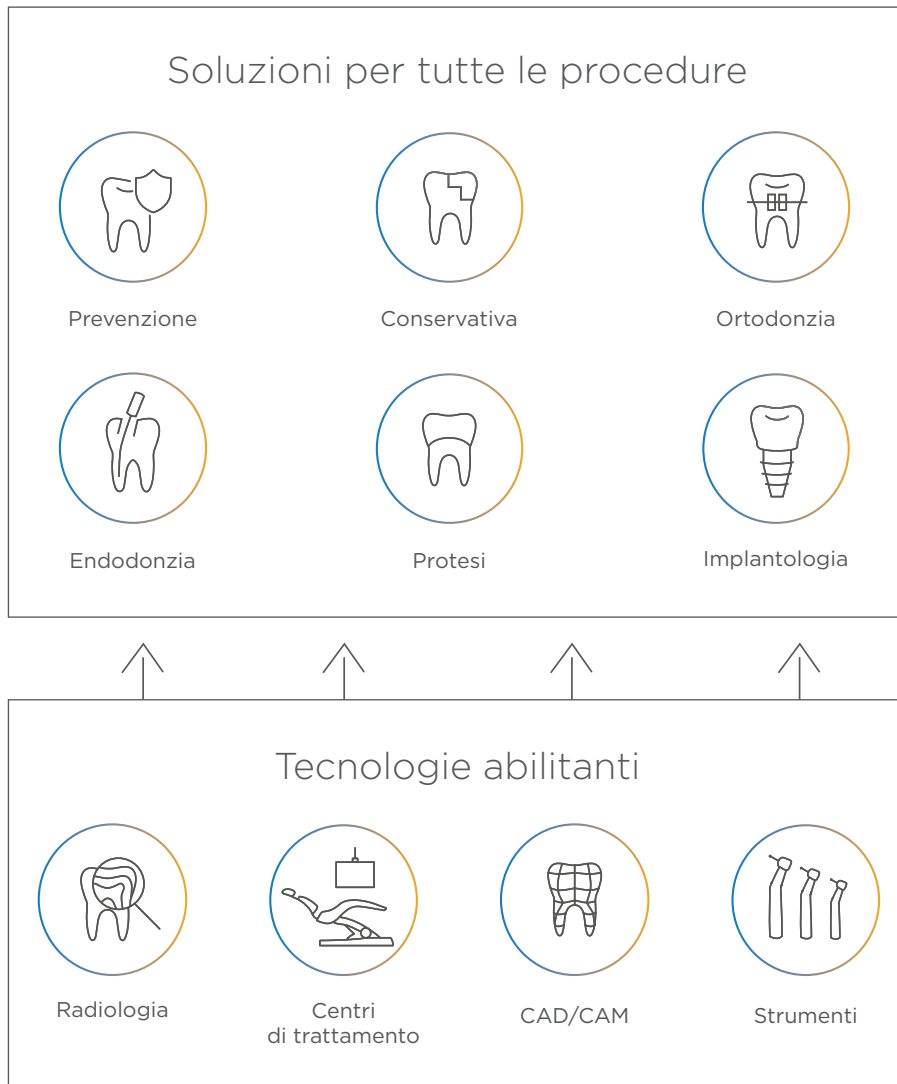 Soluzioni per tutte le procedure
Prevenzione
Conservativa
Ortodonzia
Endodonzia
Protesi
Implantologia
Tecnologie abilitanti
Radiologia
Centri
di trattamento
CAD/CAM
Strumenti